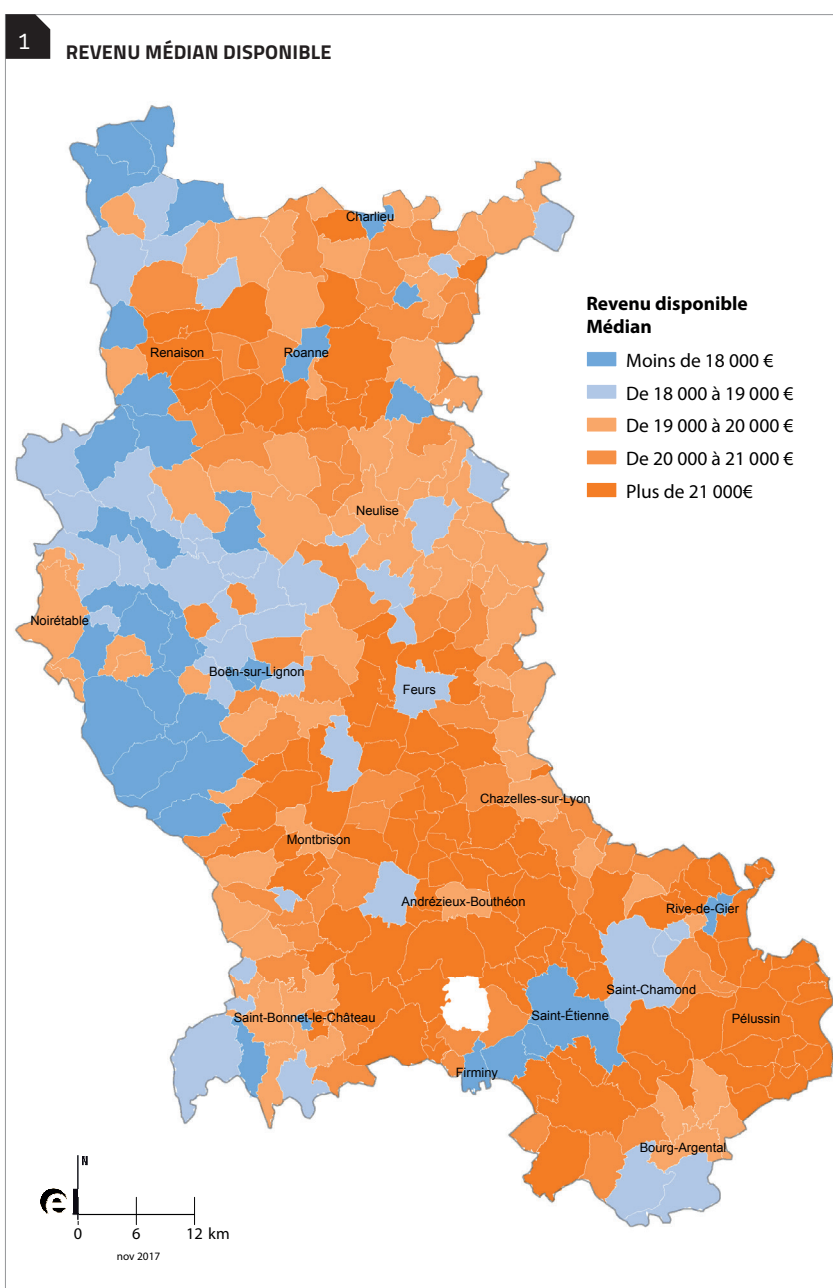 1
REVENU MÉDIAN DISPONIBLE
Charlieu
Renaison
Roanne
Revenu disponible
Médian
Moins de 18 000 €
De 18 000 à 19 000 €
De 19 000 à 20 000 €
De 20 000 à 21 000 €
Plus de 21 000€
Neulise
Noirétable
Boën-sur-Lignon
Feurs
Chazelles-sur-Lyon
Montbrison
Andrézieux-Bouthéon
Rive-de-Gier
Saint-Chamond
Saint-Bonnet-le-Château
Saint-Étienne
Pélussin
Firminy
Bourg-Argental
N
e
0 6 12 km
nov 2017